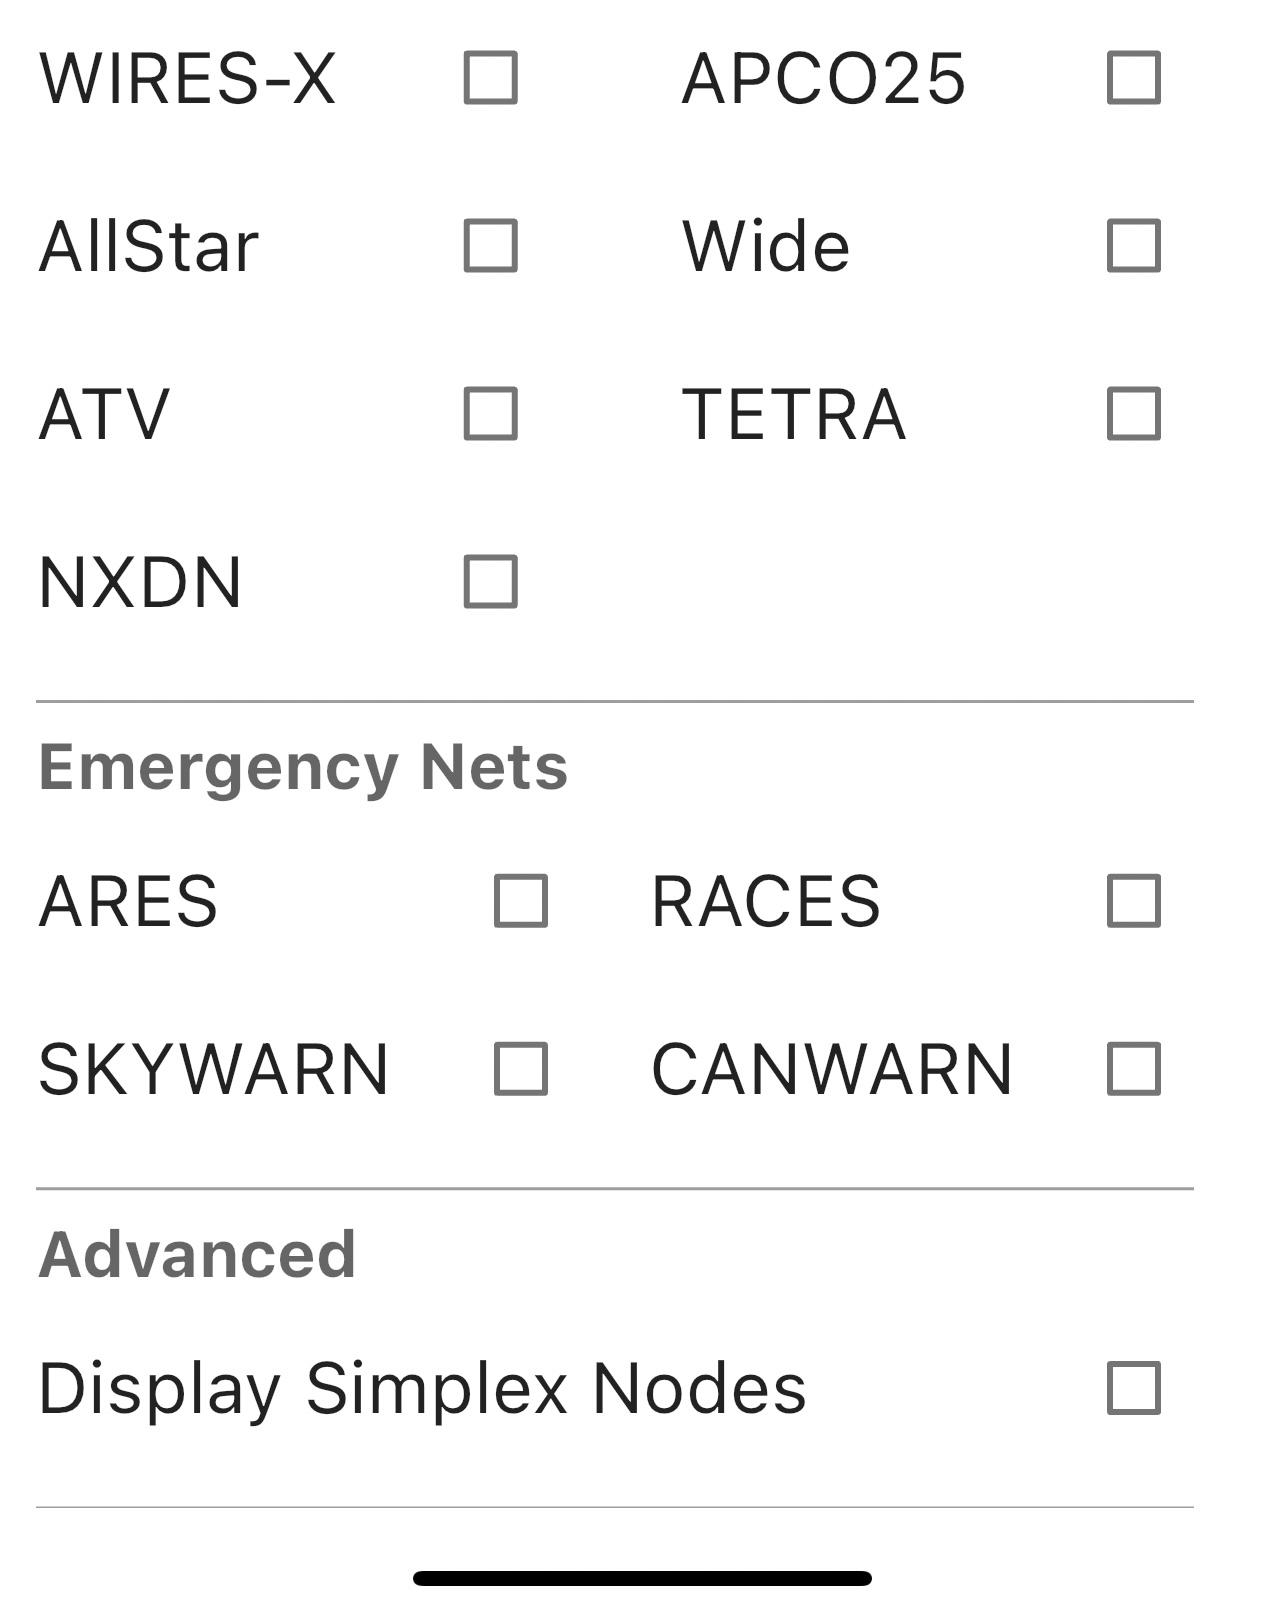 WIRES-X APCO25
AllStar Wide
ATV TETRA
NXDN
Emergency Nets
ARES RACES
SKYWARN CANWARN
Advanced
Display Simplex Nodes